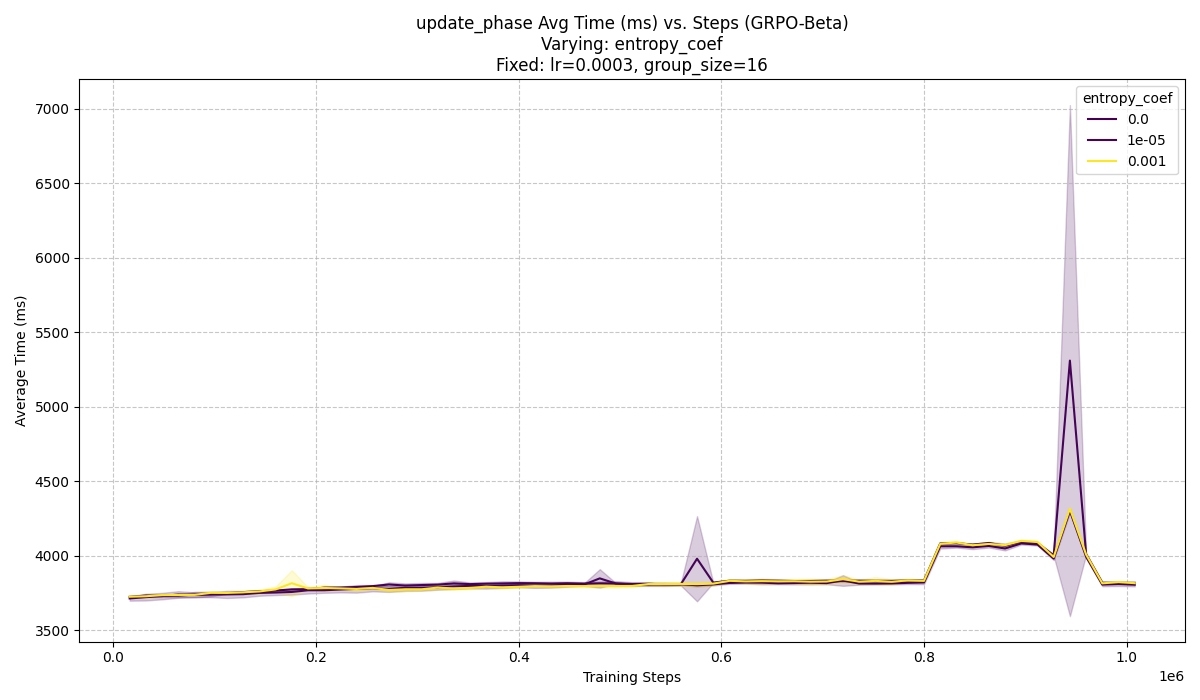 update_phase Avg Time (ms) vs. Steps (GRPO-Beta)
Varying: entropy_coef
Fixed: lr=0.0003, group_size=16
entropy_coef
0.0
1e-05
0.001
Average Time (ms)
7000
6500
6000
5500
5000
4500
4000
3500
0.0
0.2
0.4
0.6
0.8
1.0
1e6
Training Steps